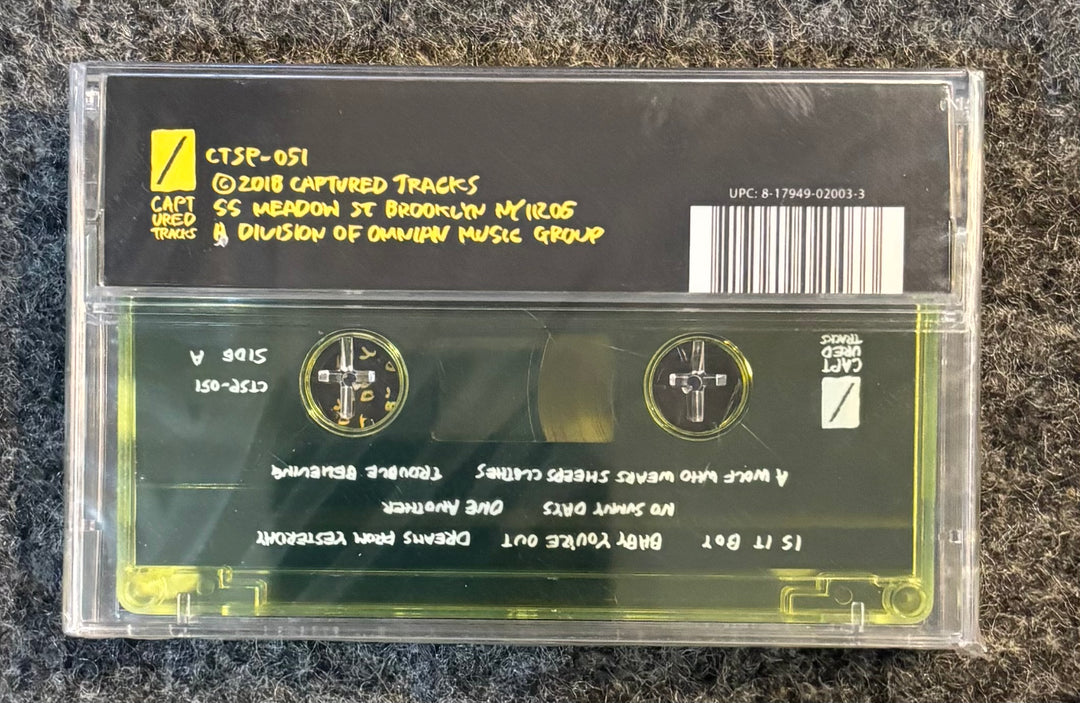 CTSP-051
©2018 CAPTURED TRACKS
55 MEADOW ST BROOKLYN NY 11206
A DIVISION OF OMNIAN MUSIC GROUP
CAPT
URED
TRACKS
UPC: 8-17949-02003-3
CAPT
URED
TRACKS
CTSP-051
SIDE A
IS IT BABY YOU'RE OUT DREAMS FROM YESTERDAY
NO SUNNY DAYS ONE ANOTHER
A WOLF WHO WEARS SHEEPS CLOTHES TROUBLE BELIEVING